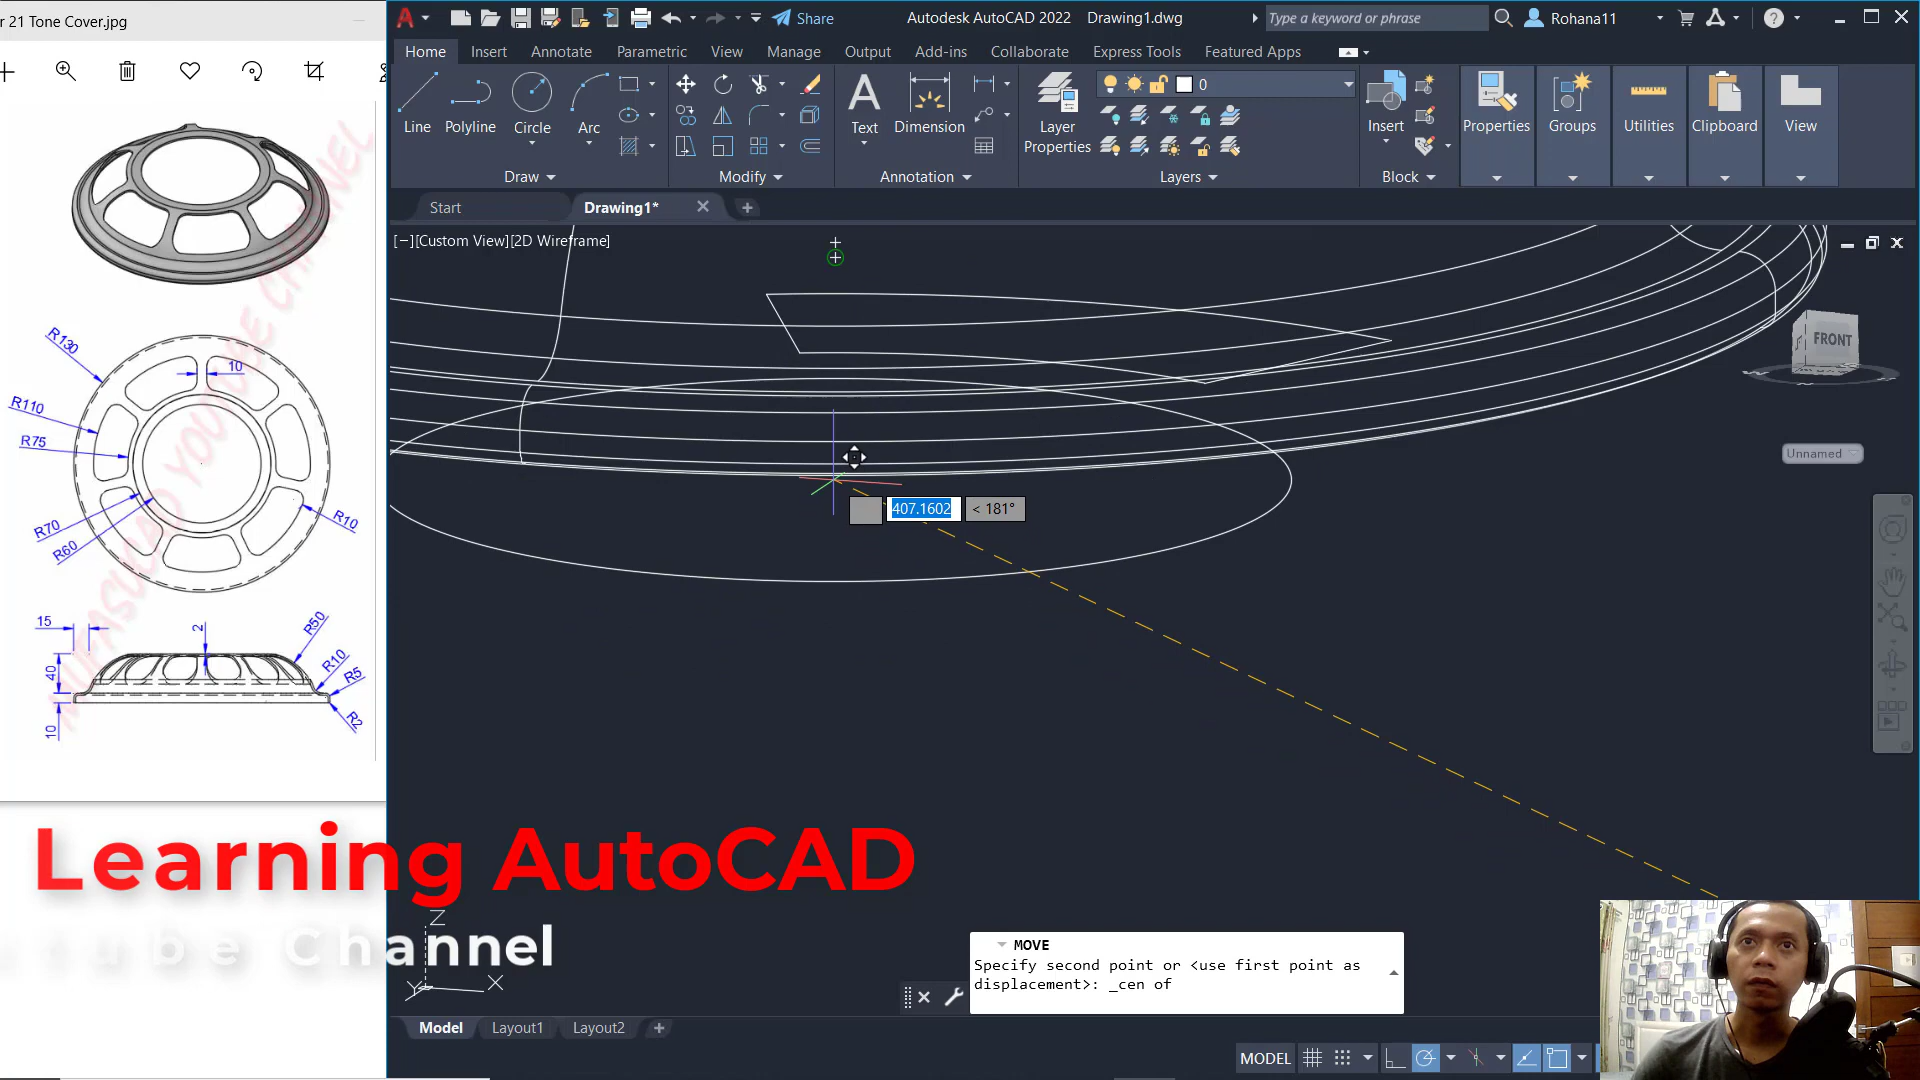 r 21 Tone Cover.jpg
MUFASUCAD YOUTUBE CHANNEL
R130
10
R110
R75
R70
R60
R10
15
2
R50
R10
R5
40
R2
10
Share
Autodesk AutoCAD 2022 Drawing1.dwg
Type a keyword or phrase
Rohana11
Home Insert Annotate Parametric View Manage Output Add-ins Collaborate Express Tools Featured Apps
Line Polyline Circle Arc
Text Dimension
Layer Properties
0
Insert Properties Groups Utilities Clipboard View
Draw Modify Annotation Layers Block
Start Drawing1*
[−][Custom View][2D Wireframe]
FRONT
Unnamed
407.1602 < 181°
Learning AutoCAD
Channel
Z
Y X
MOVE
Specify second point or <use first point as
displacement>: _cen of
Model Layout1 Layout2
MODEL